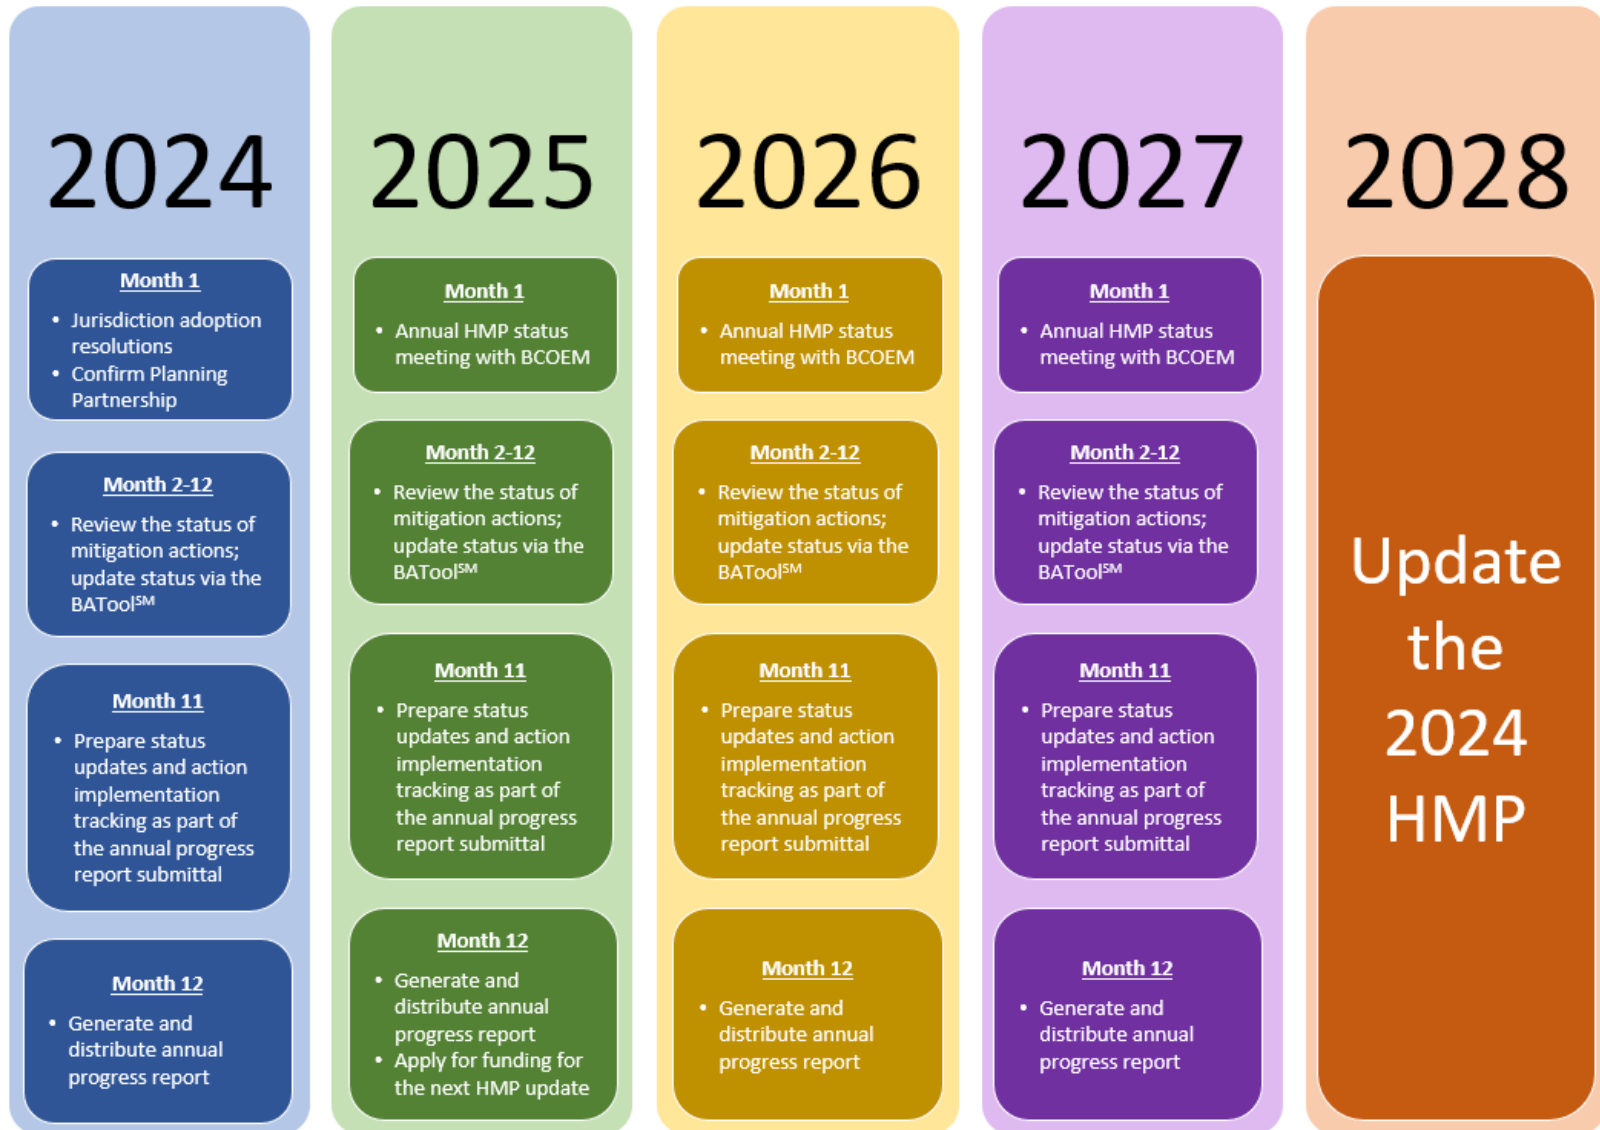 2024
Month 1
• Jurisdiction adoption
resolutions
• Confirm Planning
Partnership
Month 2-12
• Review the status of
mitigation actions;
update status via the
BATool℠
Month 11
• Prepare status
updates and action
implementation
tracking as part of
the annual progress
report submittal
Month 12
• Generate and
distribute annual
progress report
2025
Month 1
• Annual HMP status
meeting with BCOEM
Month 2-12
• Review the status of
mitigation actions;
update status via the
BATool℠
Month 11
• Prepare status
updates and action
implementation
tracking as part of
the annual progress
report submittal
Month 12
• Generate and
distribute annual
progress report
• Apply for funding for
the next HMP update
2026
Month 1
• Annual HMP status
meeting with BCOEM
Month 2-12
• Review the status of
mitigation actions;
update status via the
BATool℠
Month 11
• Prepare status
updates and action
implementation
tracking as part of
the annual progress
report submittal
Month 12
• Generate and
distribute annual
progress report
2027
Month 1
• Annual HMP status
meeting with BCOEM
Month 2-12
• Review the status of
mitigation actions;
update status via the
BATool℠
Month 11
• Prepare status
updates and action
implementation
tracking as part of
the annual progress
report submittal
Month 12
• Generate and
distribute annual
progress report
2028
Update
the
2024
HMP